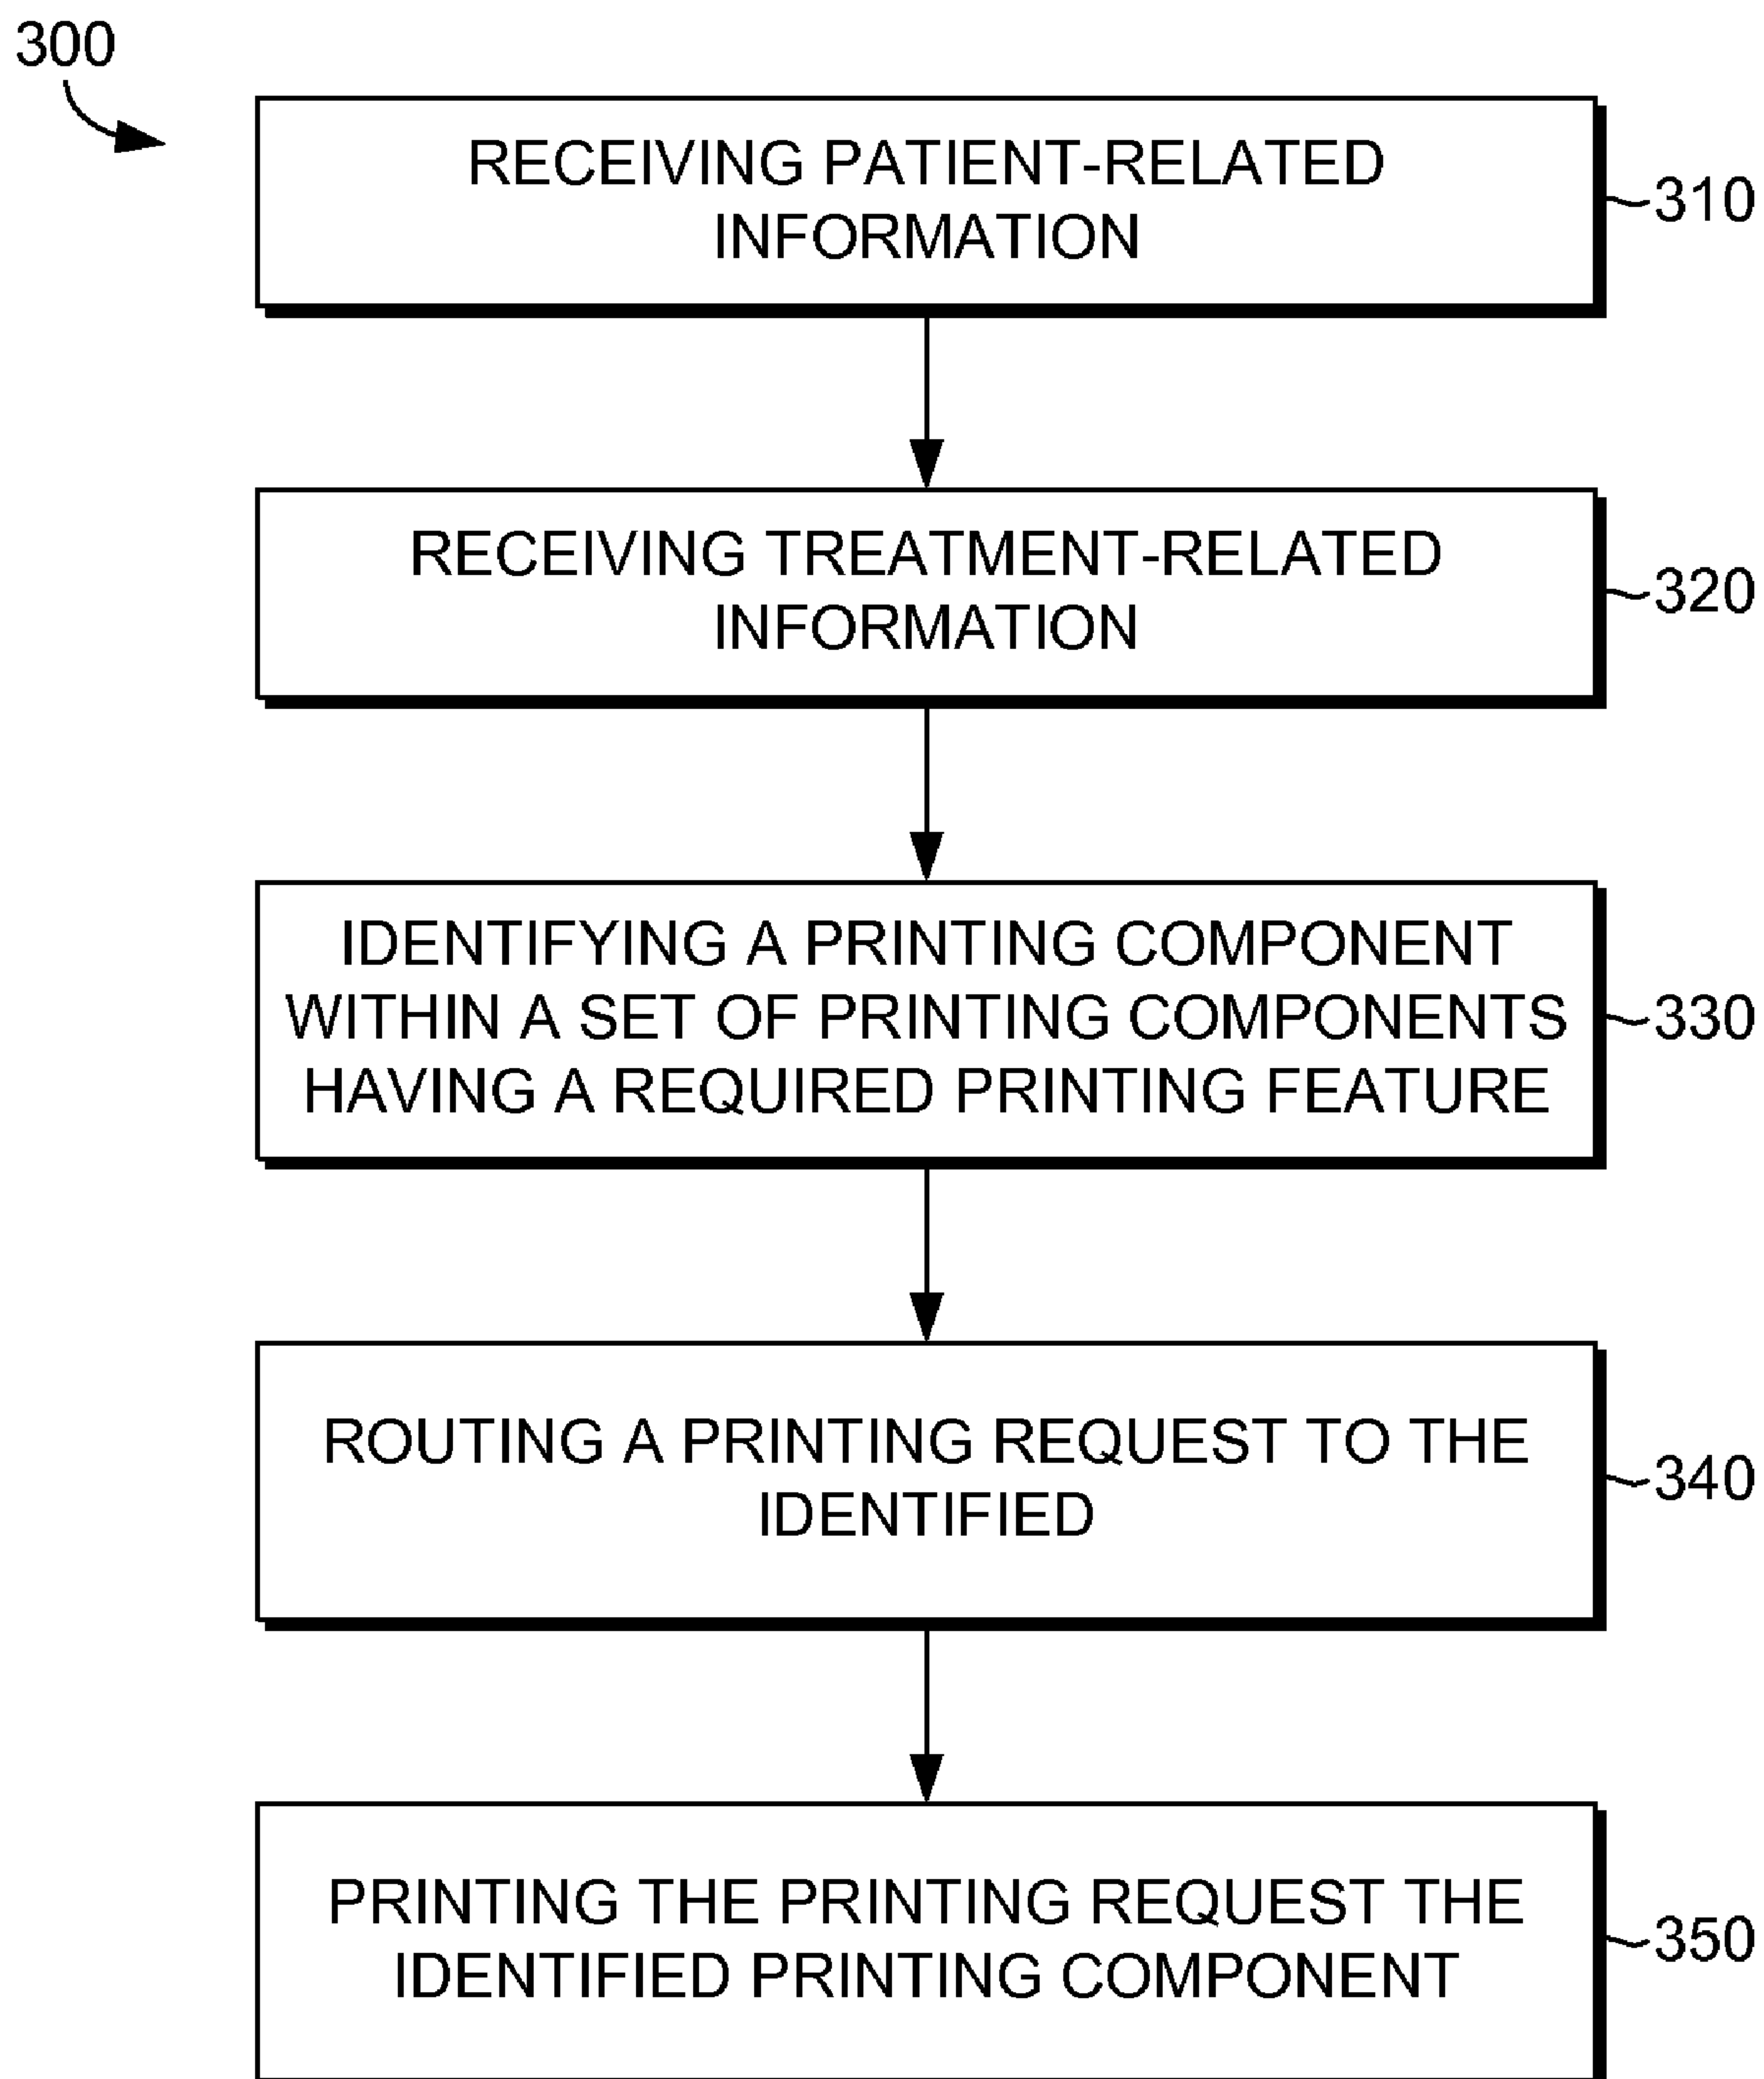 300
RECEIVING PATIENT-RELATED
INFORMATION
310
RECEIVING TREATMENT-RELATED
INFORMATION
320
IDENTIFYING A PRINTING COMPONENT
WITHIN A SET OF PRINTING COMPONENTS
HAVING A REQUIRED PRINTING FEATURE
330
ROUTING A PRINTING REQUEST TO THE
IDENTIFIED
340
PRINTING THE PRINTING REQUEST THE
IDENTIFIED PRINTING COMPONENT
350